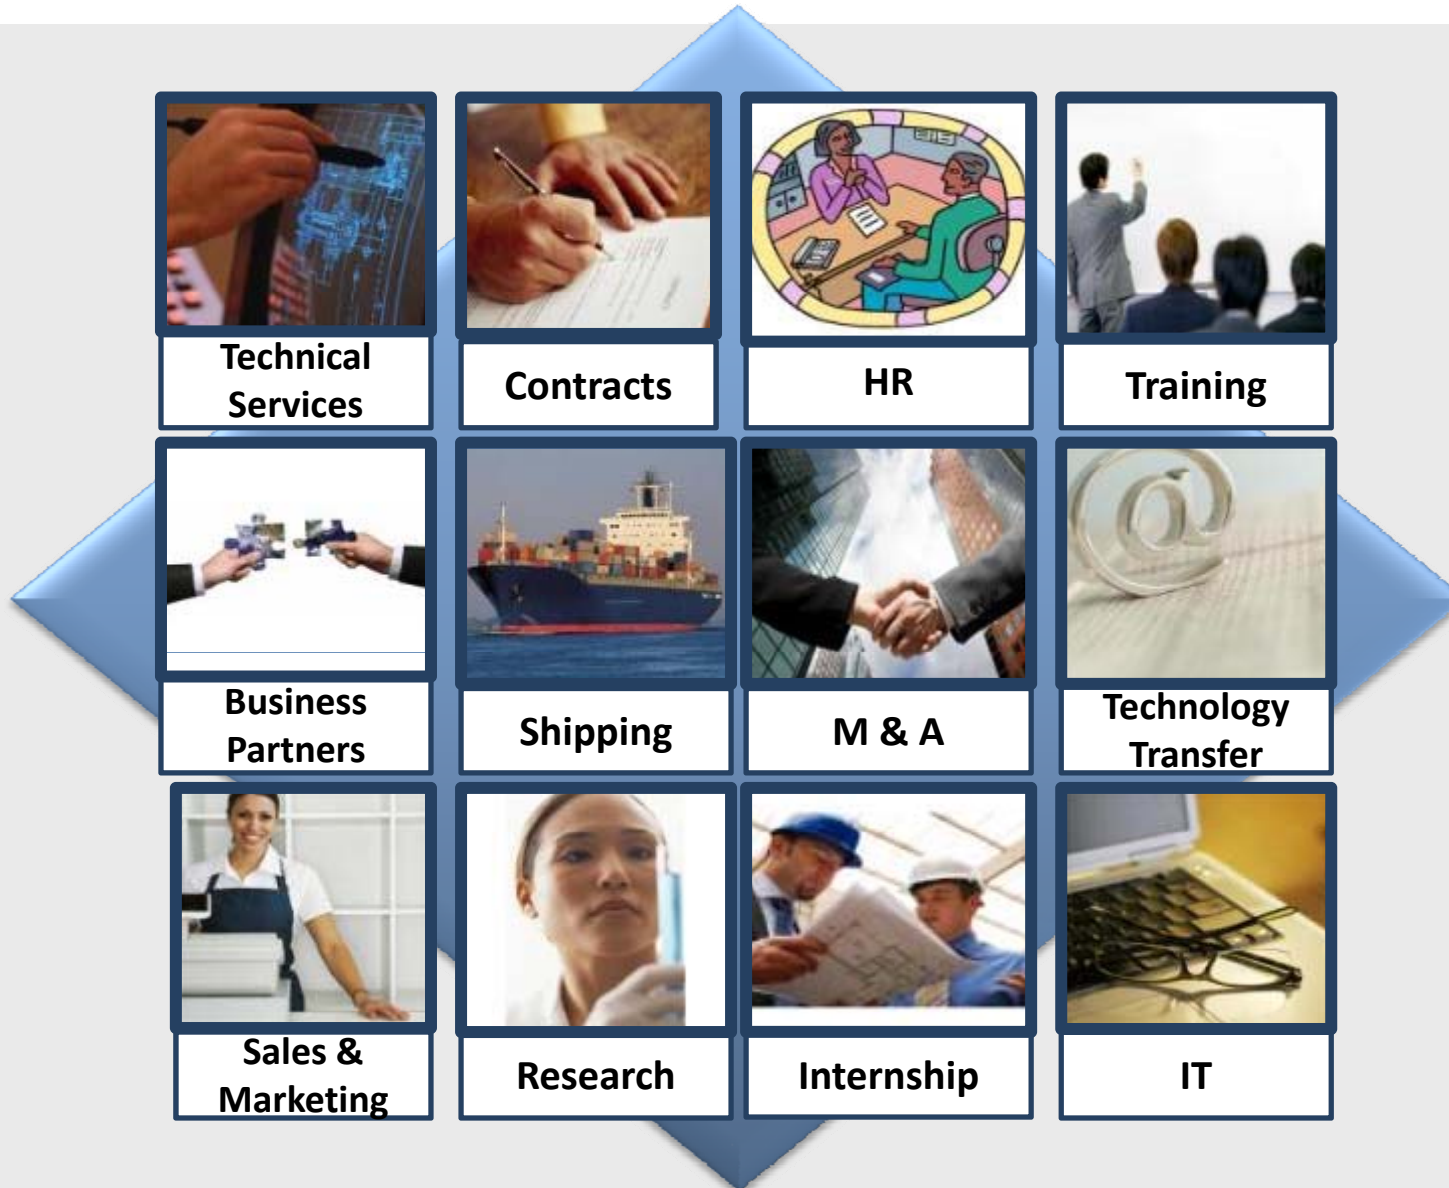 Technical
Services
Contracts
HR
Training
Business
Partners
Shipping
M & A
Technology
Transfer
Sales &
Marketing
Research
Internship
IT